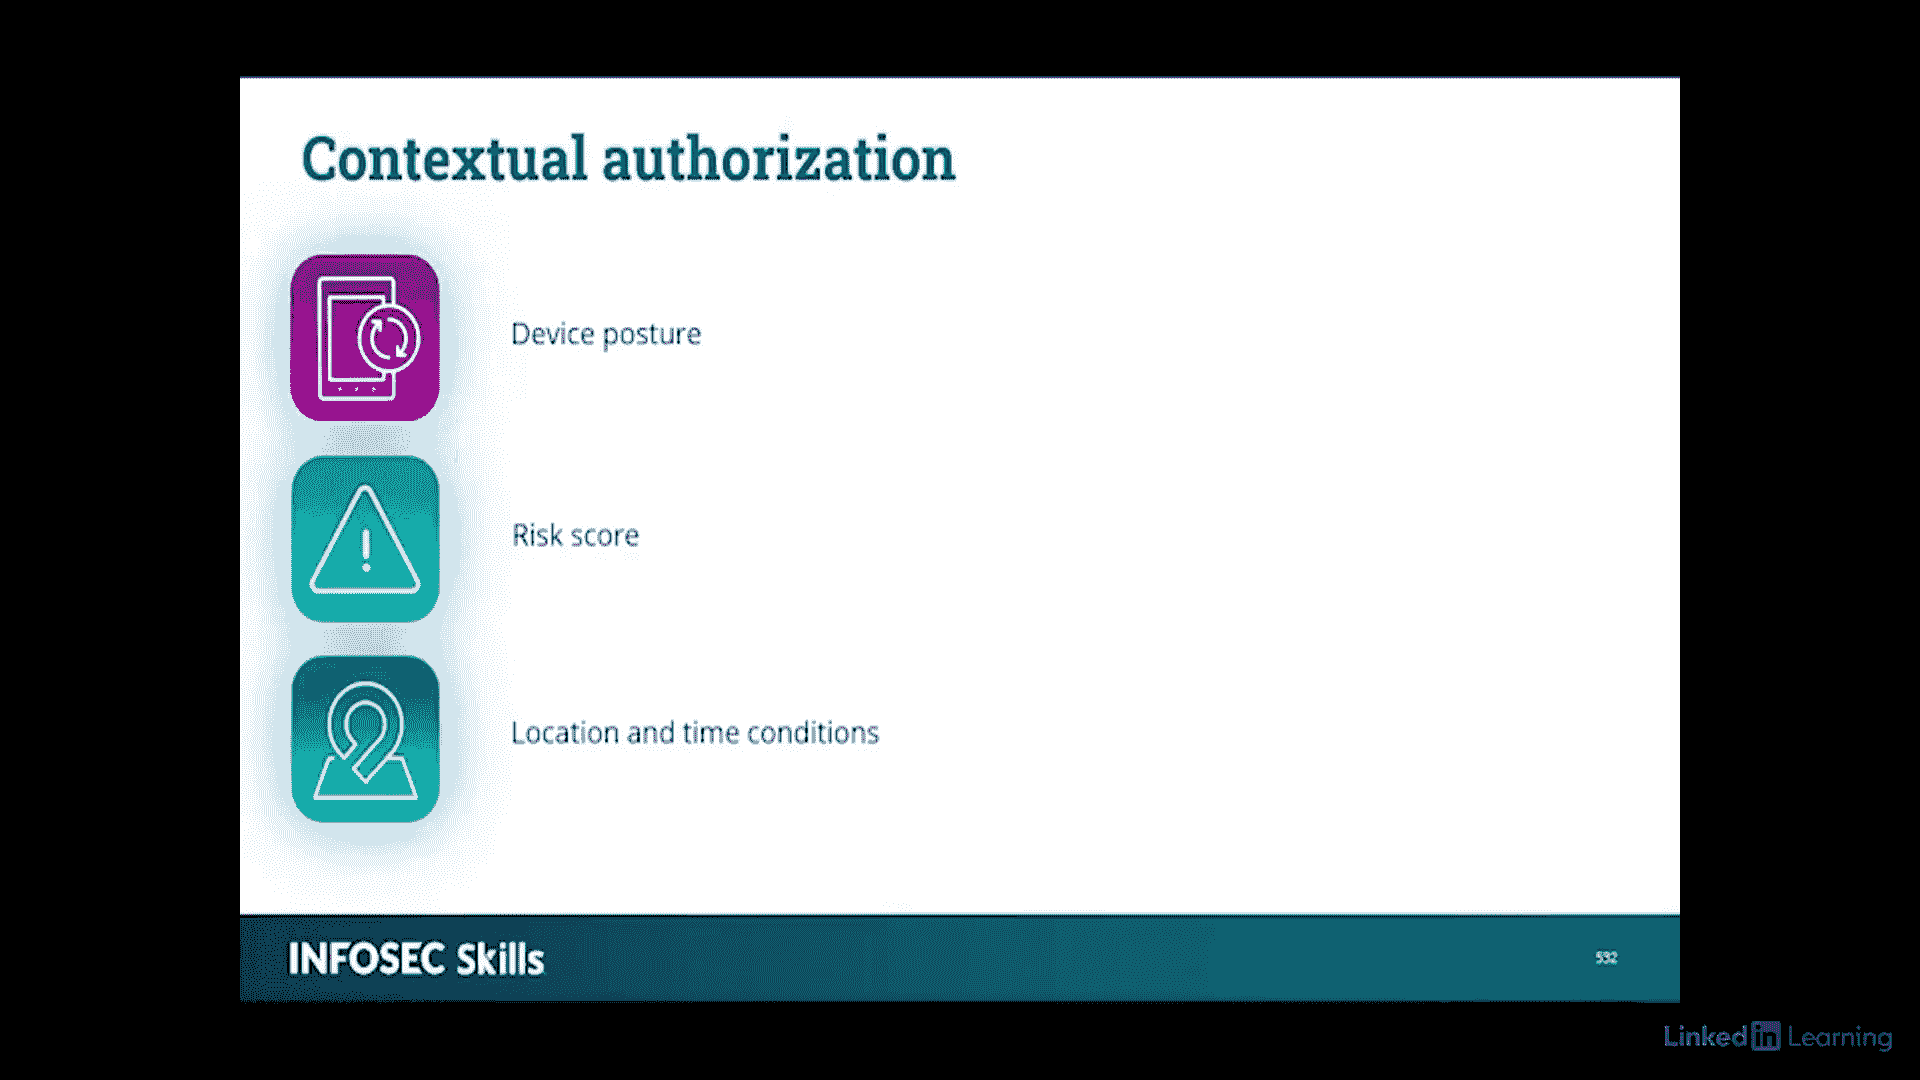 Contextual authorization
Device posture
Risk score
Location and time conditions
INFOSEC Skills
532
Linked in Learning